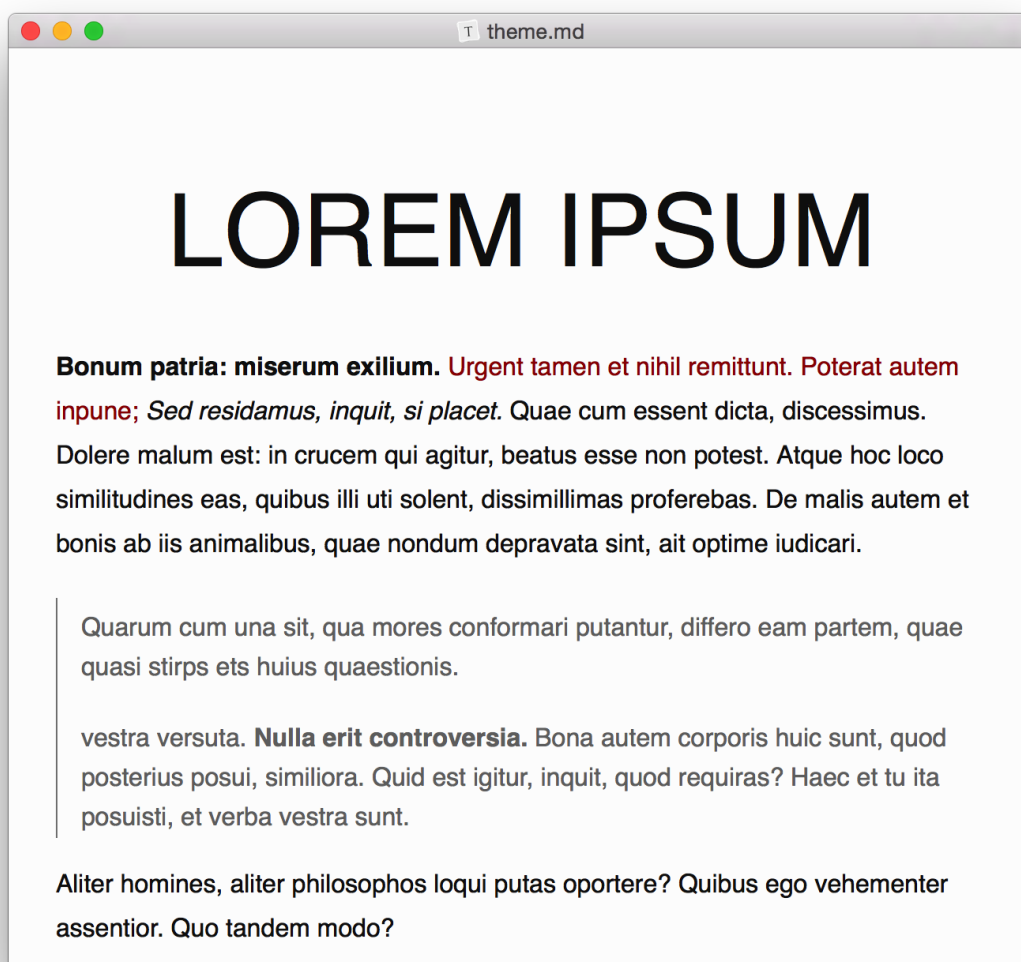 T theme.md
LOREM IPSUM
Bonum patria: miserum exilium. Urgent tamen et nihil remittunt. Poterat autem
inpune; Sed residamus, inquit, si placet. Quae cum essent dicta, discessimus.
Dolere malum est: in crucem qui agitur, beatus esse non potest. Atque hoc loco
similitudines eas, quibus illi uti solent, dissimillimas proferebas. De malis autem et
bonis ab iis animalibus, quae nondum depravata sint, ait optime iudicari.
Quarum cum una sit, qua mores conformari putantur, differo eam partem, quae
quasi stirps ets huius quaestionis.
vestra versuta. Nulla erit controversia. Bona autem corporis huic sunt, quod
posterius posui, similiora. Quid est igitur, inquit, quod requiras? Haec et tu ita
posuisti, et verba vestra sunt.
Aliter homines, aliter philosophos loqui putas oportere? Quibus ego vehementer
assentior. Quo tandem modo?